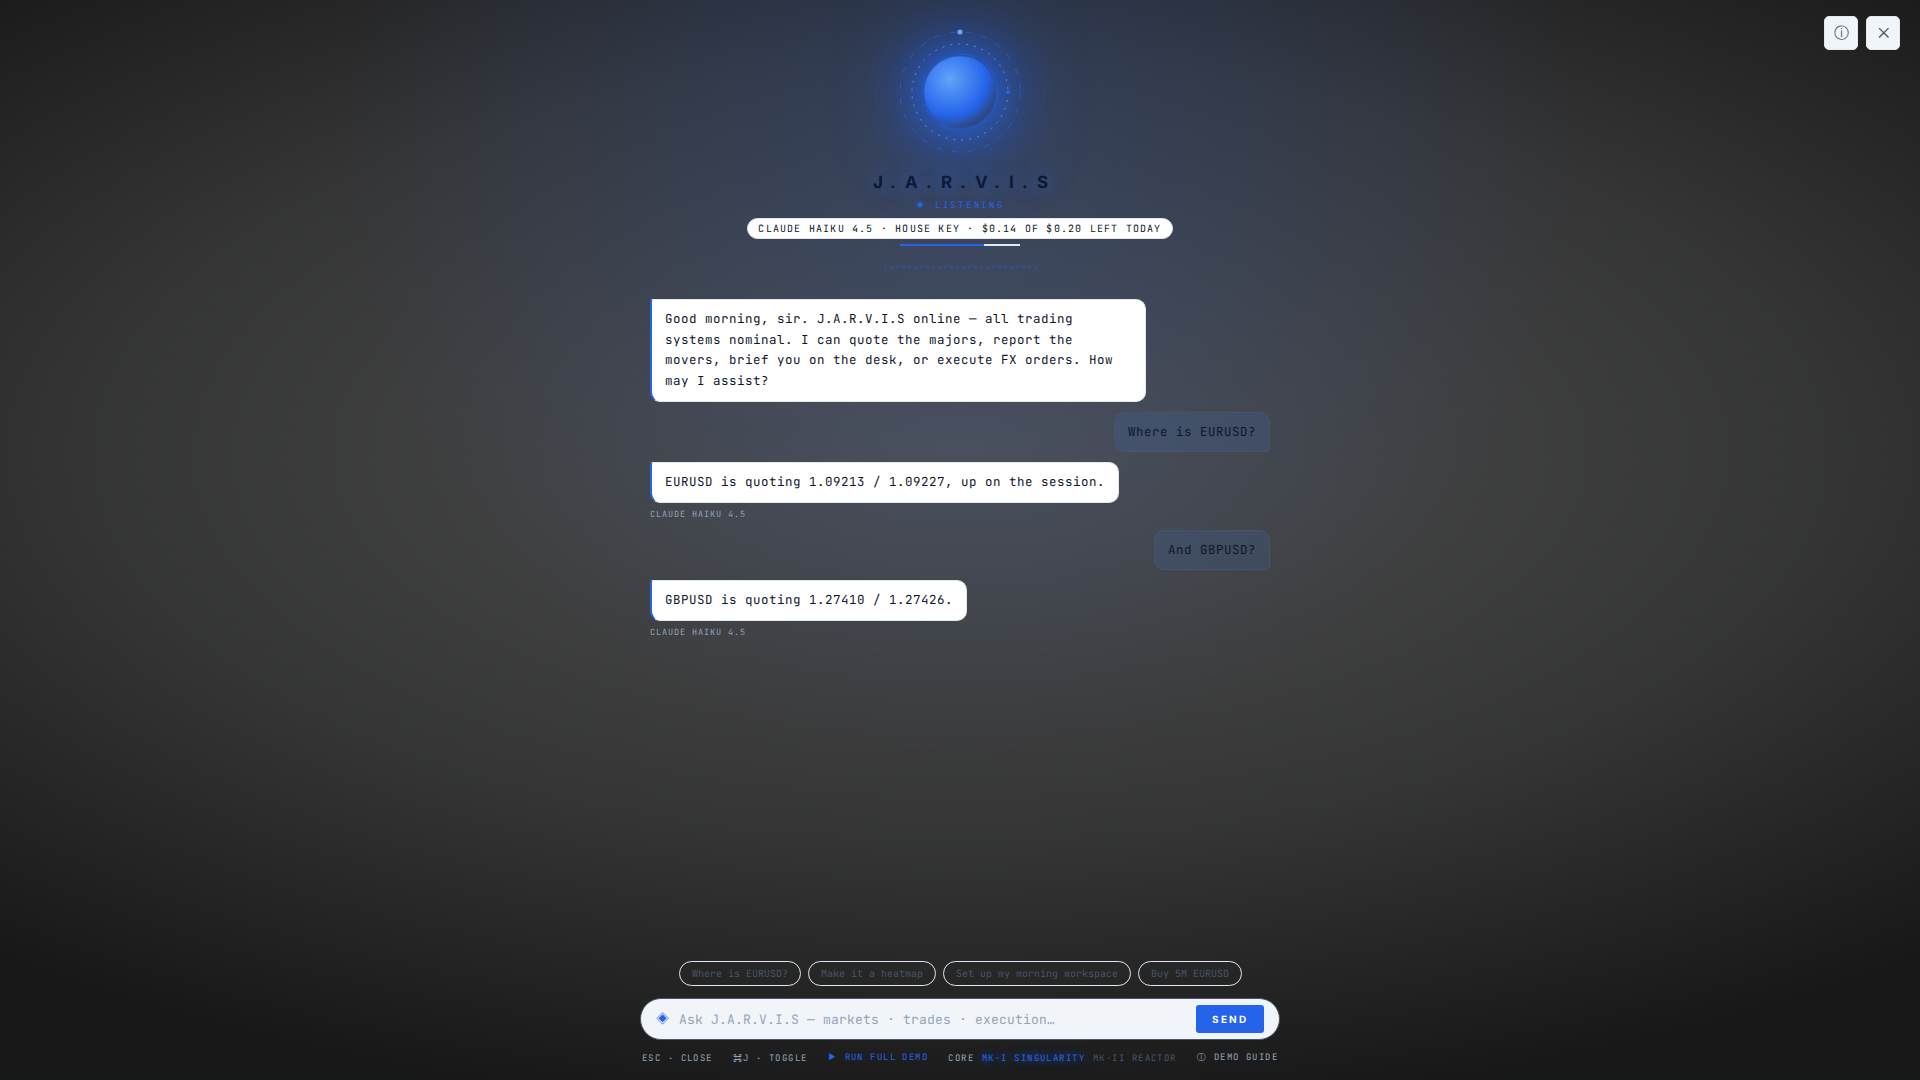 J.A.R.V.I.S
◈ LISTENING
CLAUDE HAIKU 4.5 · HOUSE KEY · $0.14 OF $0.20 LEFT TODAY
Good morning, sir. J.A.R.V.I.S online — all trading
systems nominal. I can quote the majors, report the
movers, brief you on the desk, or execute FX orders. How
may I assist?
Where is EURUSD?
EURUSD is quoting 1.09213 / 1.09227, up on the session.
CLAUDE HAIKU 4.5
And GBPUSD?
GBPUSD is quoting 1.27410 / 1.27426.
CLAUDE HAIKU 4.5
Where is EURUSD? Make it a heatmap Set up my morning workspace Buy 5M EURUSD
◈ Ask J.A.R.V.I.S — markets · trades · execution… SEND
ESC · CLOSE ⌘J · TOGGLE ▶ RUN FULL DEMO CORE MK-I SINGULARITY MK-II REACTOR ⓘ DEMO GUIDE